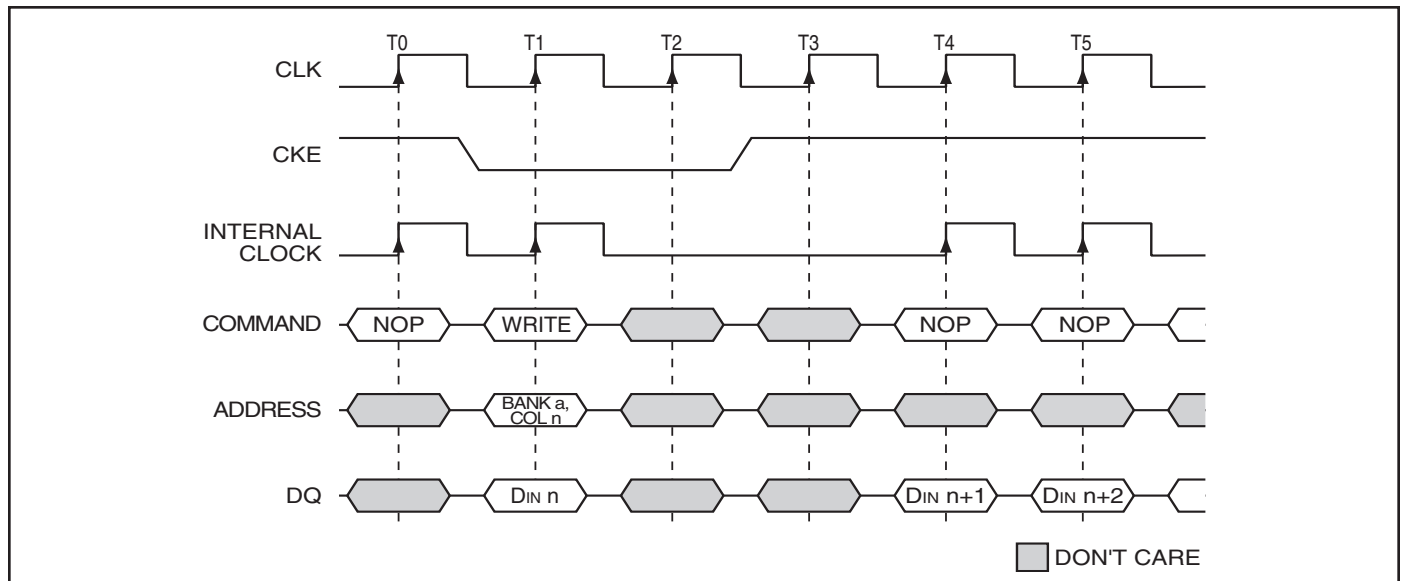 T0 T1 T2 T3 T4 T5
CLK
CKE
INTERNAL
CLOCK
COMMAND NOP WRITE NOP NOP
ADDRESS BANK a,
COL n
DQ DIN n DIN n+1 DIN n+2
DON'T CARE